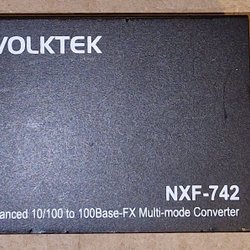 VOLKTEK
NXF-742
anced 10/100 to 100Base-FX Multi-mode Converter